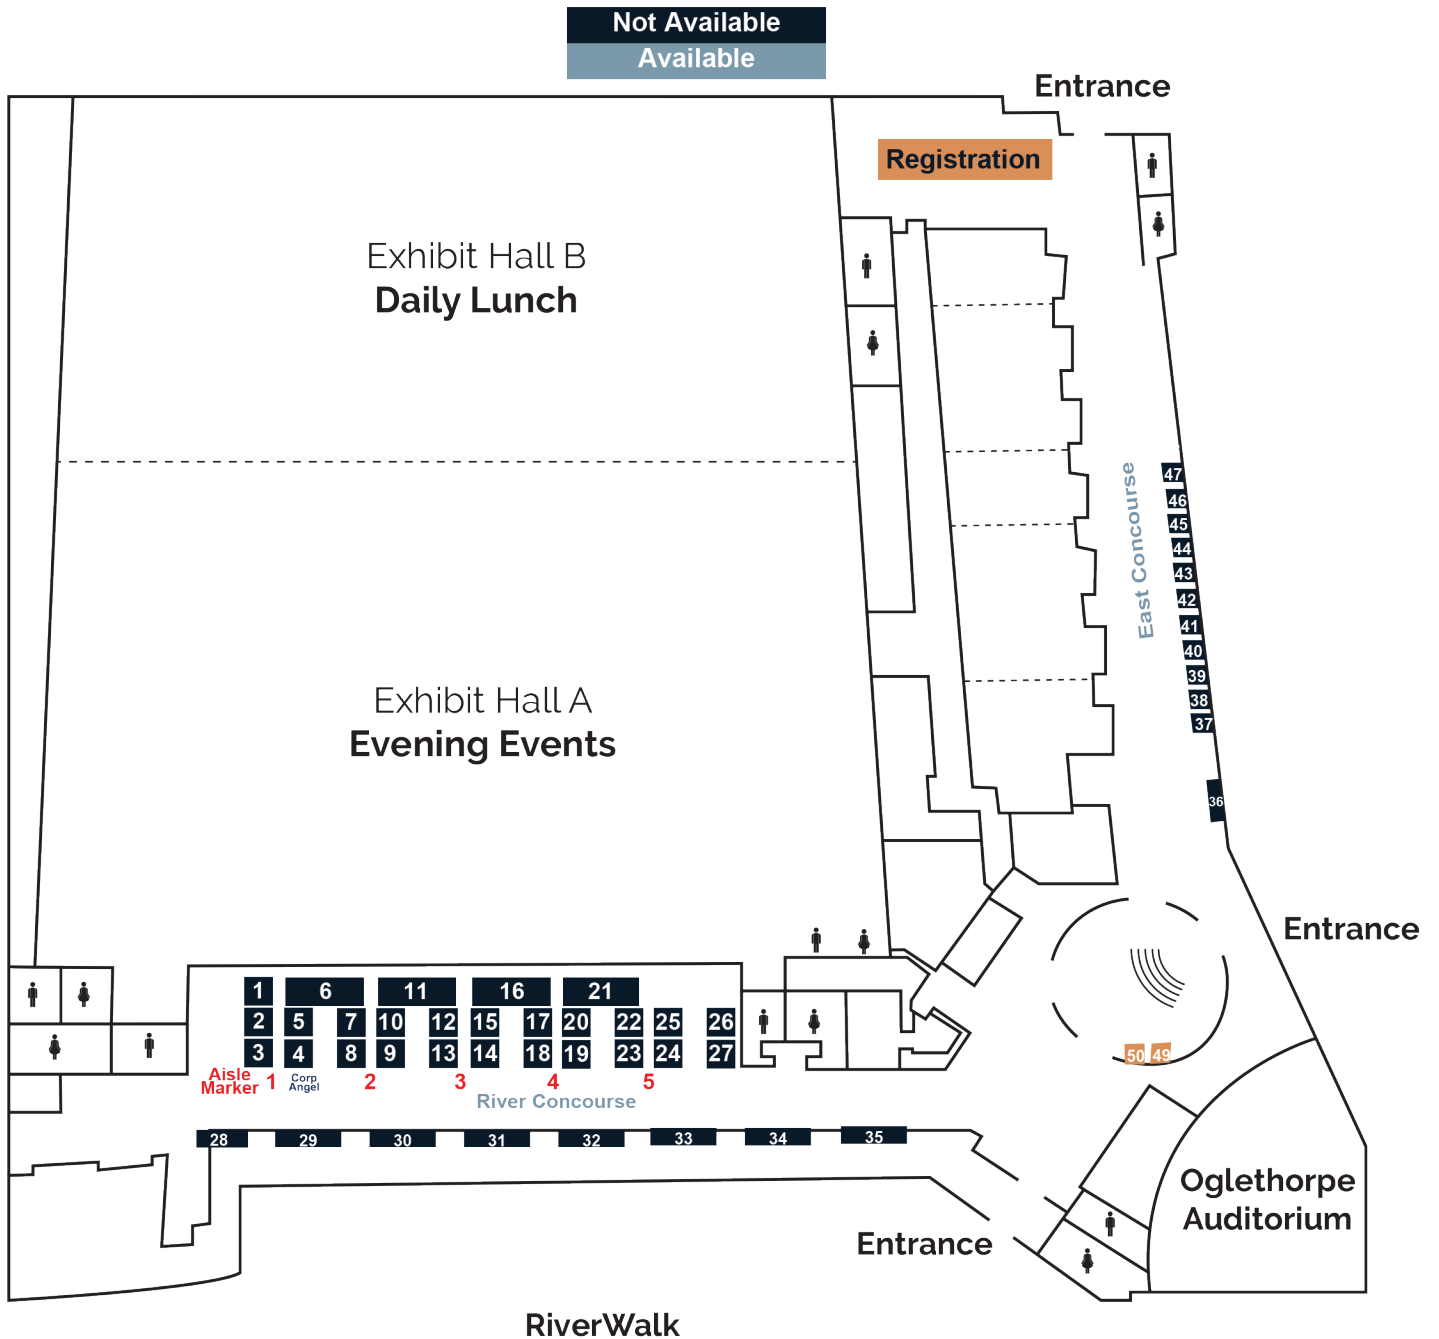 Not Available
Available
Entrance
Registration
Exhibit Hall B
Daily Lunch
East Concourse
47
46
45
44
43
42
41
40
39
38
37
36
Exhibit Hall A
Evening Events
Entrance
1 6 11 16 21
2 5 7 10 12 15 17 20 22 25 26
3 4 8 9 13 14 18 19 23 24 27
Aisle
Marker 1
Corp
Angel
2 3 4 5
River Concourse
50 49
28 29 30 31 32 33 34 35
Oglethorpe
Auditorium
Entrance
RiverWalk